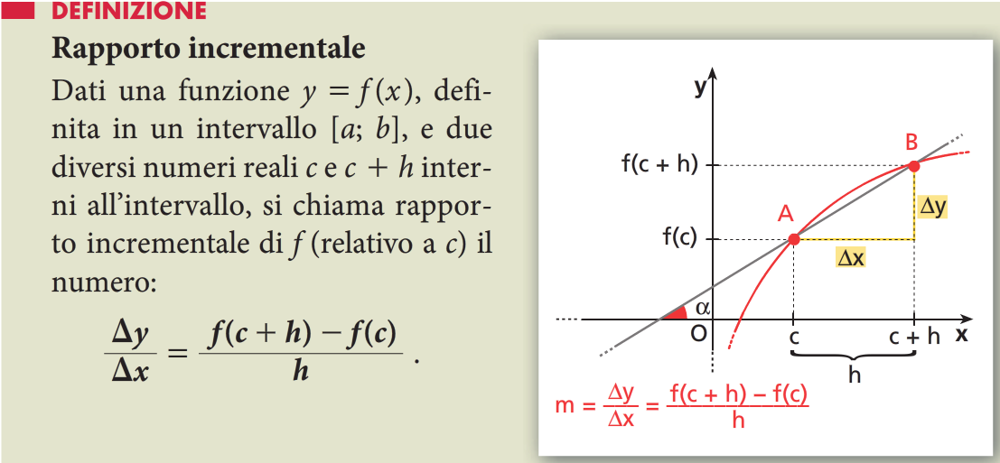 DEFINIZIONE
Rapporto incrementale
Dati una funzione y = f(x), defi-
nita in un intervallo [a; b], e due
diversi numeri reali c e c + h inter-
ni all'intervallo, si chiama rappor-
to incrementale di f (relativo a c) il
numero:
Δy/Δx = f(c + h) − f(c)/h .
y
B
f(c + h)
Δy
A
f(c)
Δx
α
O
c
c + h
x
h
m = Δy/Δx = f(c + h) − f(c)/h